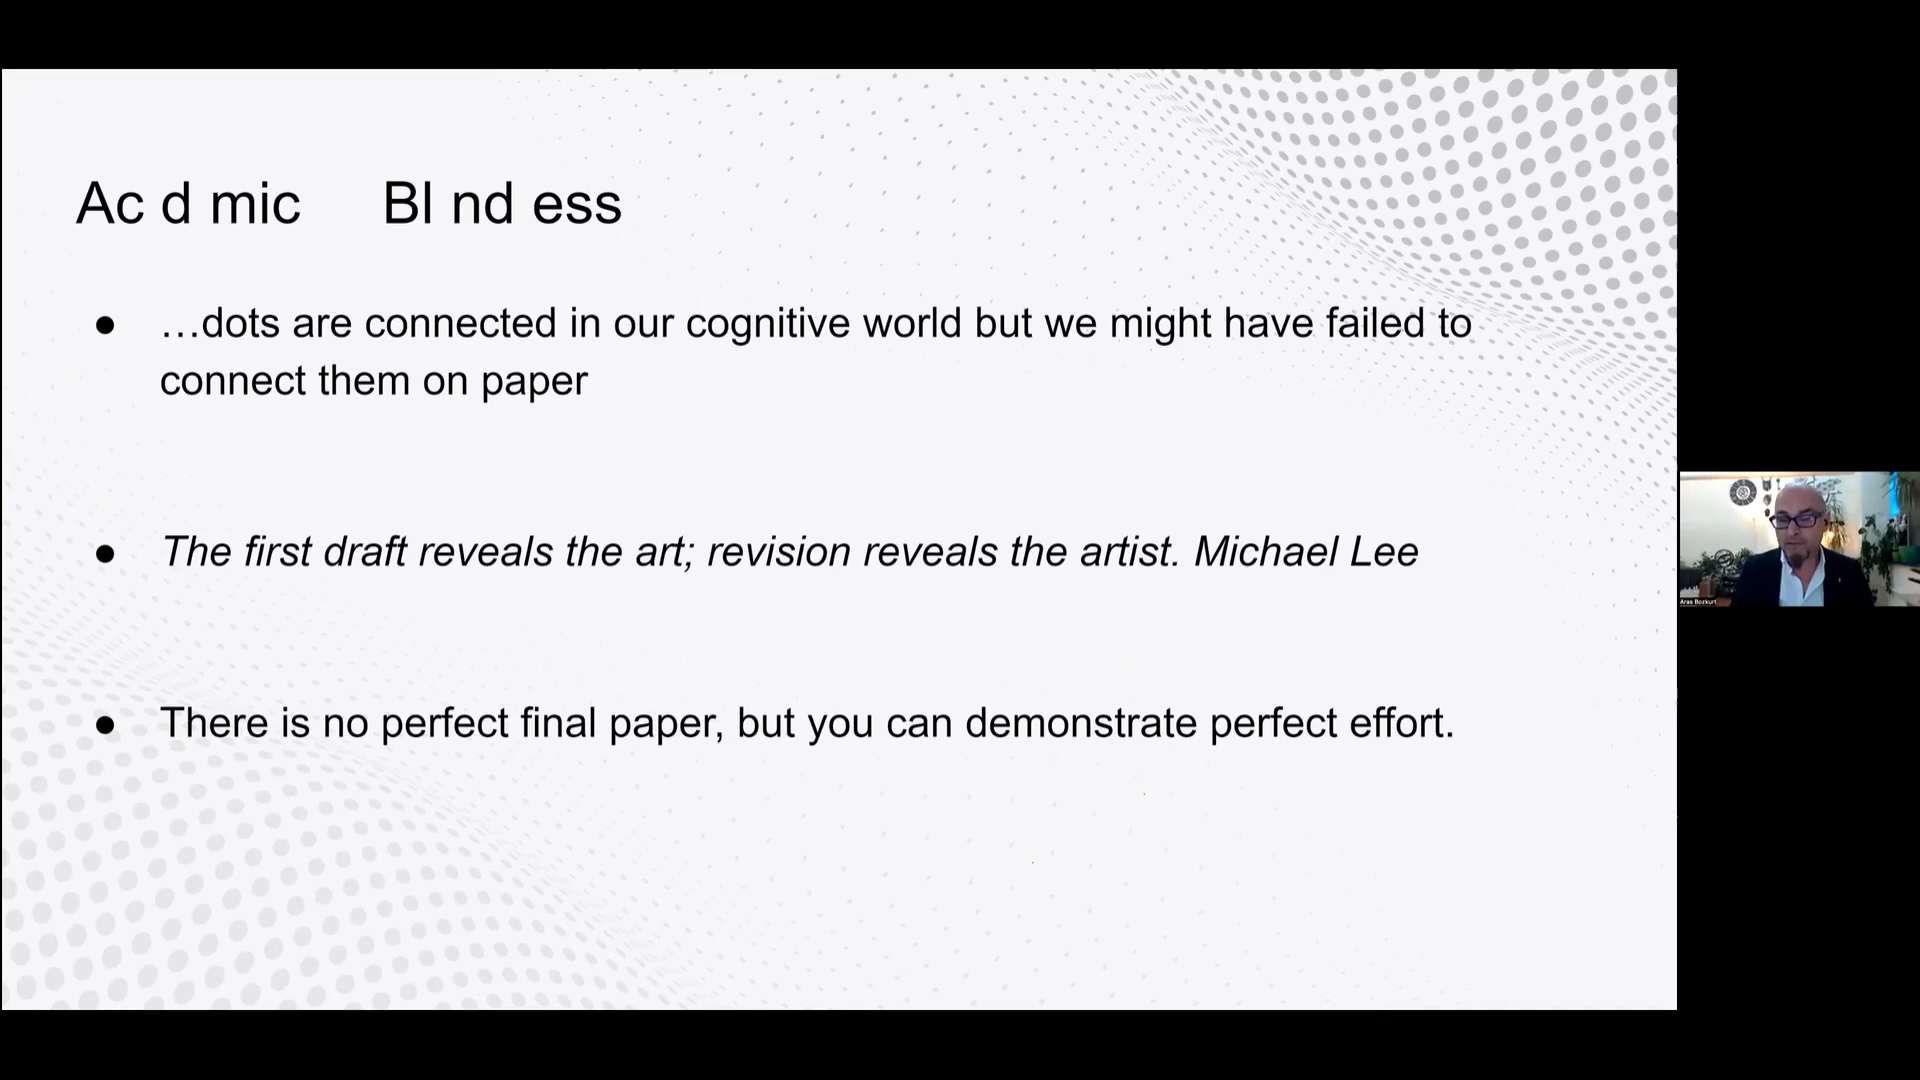 Ac d mic Bl nd ess
● …dots are connected in our cognitive world but we might have failed to
connect them on paper
● The first draft reveals the art; revision reveals the artist. Michael Lee
● There is no perfect final paper, but you can demonstrate perfect effort.
Aras Bozkurt